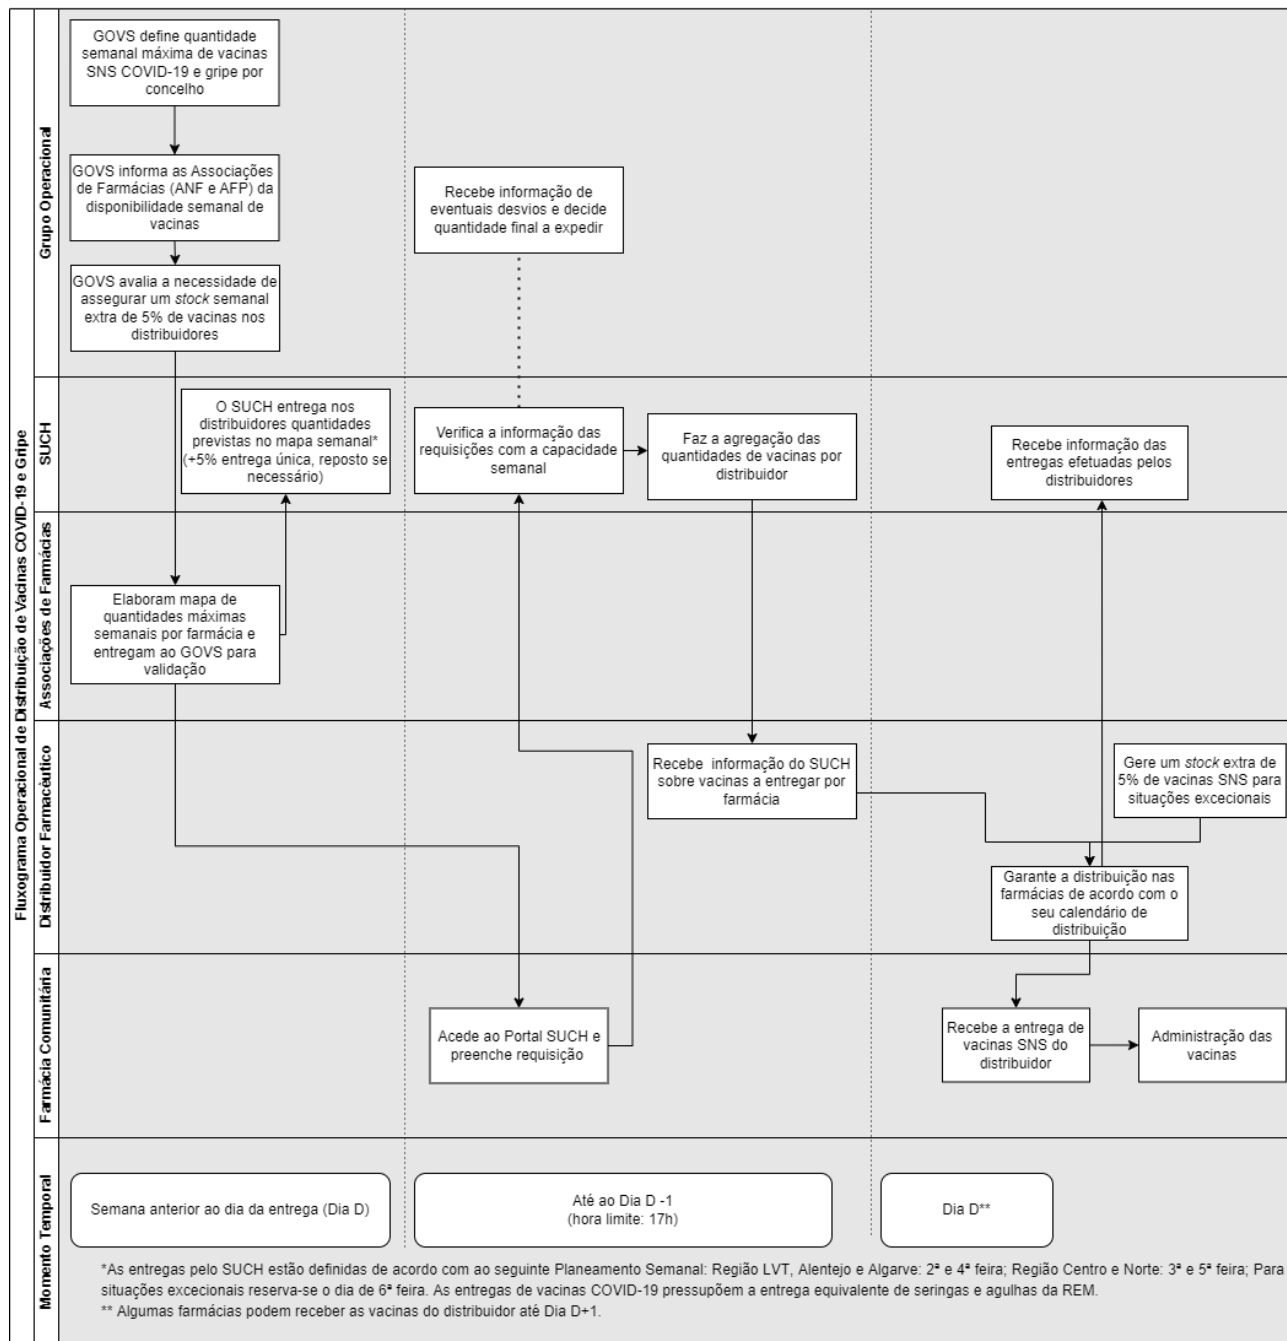 Fluxograma Operacional de Distribuição de Vacinas COVID-19 e Gripe
Grupo Operacional
GOVS define quantidade
semanal máxima de vacinas
SNS COVID-19 e gripe por
concelho
GOVS informa as Associações
de Farmácias (ANF e AFP) da
disponibilidade semanal de
vacinas
GOVS avalia a necessidade de
assegurar um stock semanal
extra de 5% de vacinas nos
distribuidores
Recebe informação de
eventuais desvios e decide
quantidade final a expedir
SUCH
O SUCH entrega nos
distribuidores quantidades
previstas no mapa semanal*
(+5% entrega única, reposto se
necessário)
Verifica a informação das
requisições com a capacidade
semanal
Faz a agregação das
quantidades de vacinas por
distribuidor
Recebe informação das
entregas efetuadas pelos
distribuidores
Associações de Farmácias
Elaboram mapa de
quantidades máximas
semanais por farmácia e
entregam ao GOVS para
validação
Distribuidor Farmacêutico
Recebe informação do SUCH
sobre vacinas a entregar por
farmácia
Gere um stock extra de
5% de vacinas SNS para
situações excecionais
Garante a distribuição nas
farmácias de acordo com o
seu calendário de
distribuição
Farmácia Comunitária
Acede ao Portal SUCH e
preenche requisição
Recebe a entrega de
vacinas SNS do
distribuidor
Administração das
vacinas
Momento Temporal
Semana anterior ao dia da entrega (Dia D)
Até ao Dia D -1
(hora limite: 17h)
Dia D**
*As entregas pelo SUCH estão definidas de acordo com ao seguinte Planeamento Semanal: Região LVT, Alentejo e Algarve: 2ª e 4ª feira; Região Centro e Norte: 3ª e 5ª feira; Para
situações excecionais reserva-se o dia de 6ª feira. As entregas de vacinas COVID-19 pressupõem a entrega equivalente de seringas e agulhas da REM.
** Algumas farmácias podem receber as vacinas do distribuidor até Dia D+1.